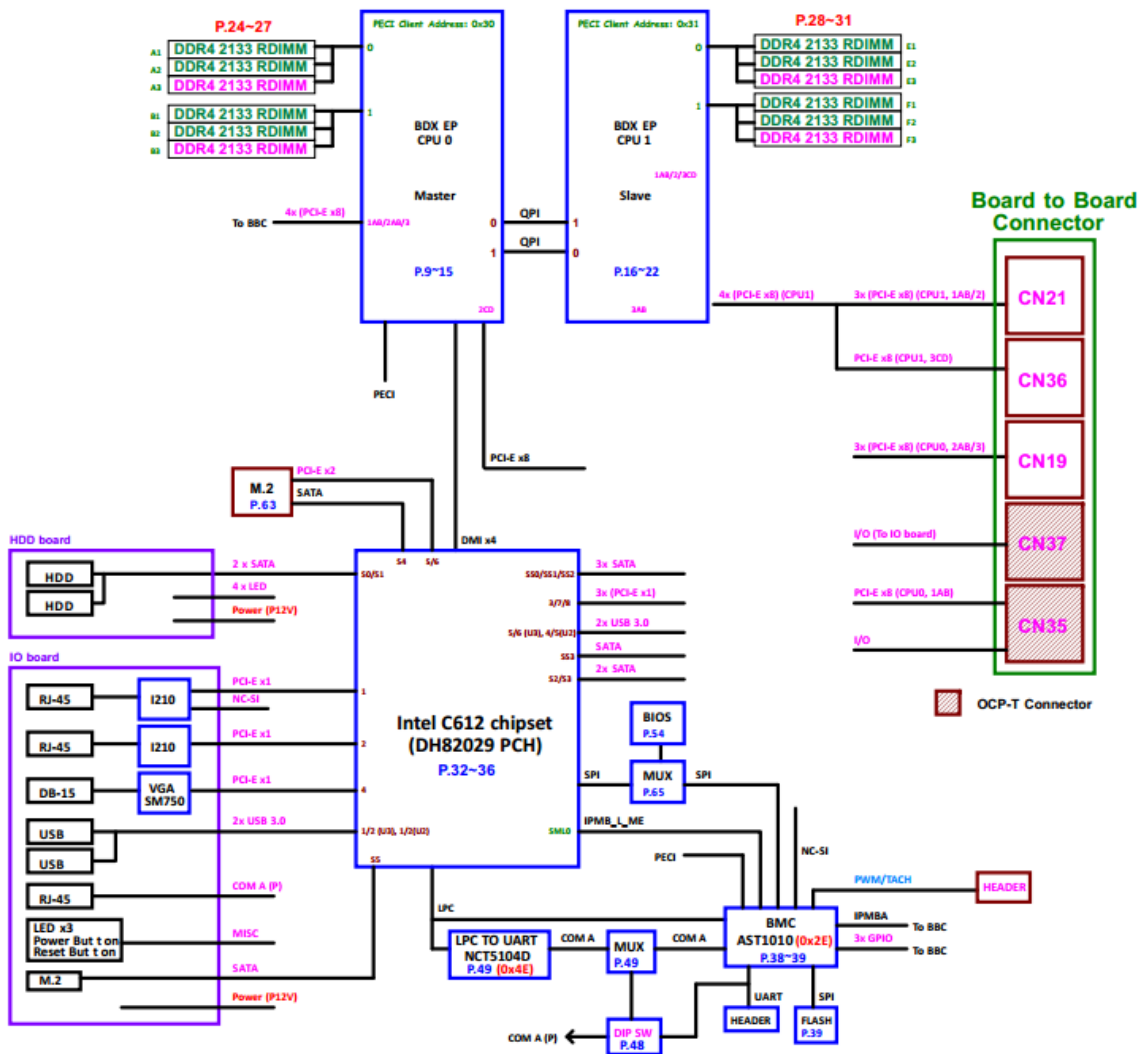 P.24~27
A1 DDR4 2133 RDIMM
A2 DDR4 2133 RDIMM
A3 DDR4 2133 RDIMM
B1 DDR4 2133 RDIMM
B2 DDR4 2133 RDIMM
B3 DDR4 2133 RDIMM
PECI Client Address: 0x30
0
1
BDX EP
CPU 0
Master
To BBC
4x (PCI-E x8)
1AB/2AB/3
0
1
P.9~15
2CD
QPI
QPI
PECI Client Address: 0x31
0
1
BDX EP
CPU 1
1AB/2/3CD
Slave
1
0
P.16~22
3AB
P.28~31
DDR4 2133 RDIMM E1
DDR4 2133 RDIMM E2
DDR4 2133 RDIMM E3
DDR4 2133 RDIMM F1
DDR4 2133 RDIMM F2
DDR4 2133 RDIMM F3
Board to Board
Connector
4x (PCI-E x8) (CPU1)
3x (PCI-E x8) (CPU1, 1AB/2)
CN21
PCI-E x8 (CPU1, 3CD)
CN36
3x (PCI-E x8) (CPU0, 2AB/3)
CN19
I/O (To IO board)
CN37
PCI-E x8 (CPU0, 1AB)
CN35
I/O
OCP-T Connector
PECI
PCI-E x8
M.2
P.63
PCI-E x2
SATA
DMI x4
S4
5/6
HDD board
HDD
HDD
2 x SATA
4 x LED
Power (P12V)
S0/S1
IO board
RJ-45
I210
PCI-E x1
NC-SI
1
RJ-45
I210
PCI-E x1
2
DB-15
VGA
SM750
PCI-E x1
4
USB
USB
2x USB 3.0
1/2 (U3), 1/2(U2)
RJ-45
COM A (P)
LED x3
Power But t on
Reset But t on
MISC
M.2
SATA
Power (P12V)
S5
Intel C612 chipset
(DH82029 PCH)
P.32~36
SS0/SS1/SS2
3x SATA
3/7/8
3x (PCI-E x1)
5/6 (U3), 4/5(U2)
2x USB 3.0
SS3
SATA
S2/S3
2x SATA
BIOS
P.54
SPI
MUX
P.65
SPI
SML0
IPMB_L_ME
PECI
NC-SI
PWM/TACH
HEADER
LPC
LPC TO UART
NCT5104D
P.49 (0x4E)
COM A
MUX
P.49
COM A
BMC
AST1010 (0x2E)
P.38~39
IPMBA
To BBC
3x GPIO
To BBC
UART
SPI
HEADER
FLASH
P.39
COM A (P)
DIP SW
P.48